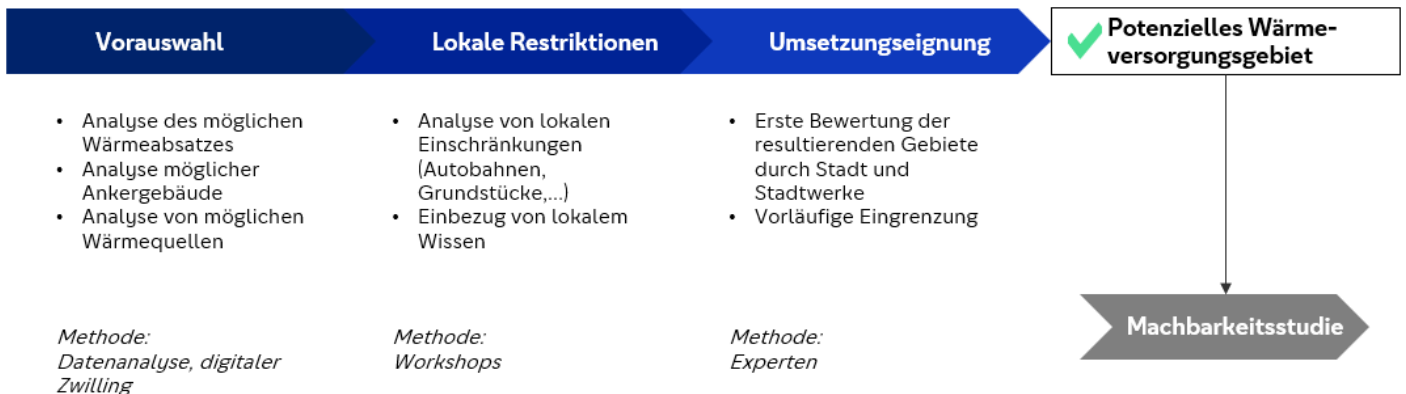 Vorauswahl
Lokale Restriktionen
Umsetzungseignung
Potenzielles Wärme-
versorgungsgebiet
• Analyse des möglichen
Wärmeabsatzes
• Analyse möglicher
Ankergebäude
• Analyse von möglichen
Wärmequellen
Methode:
Datenanalyse, digitaler
Zwilling
• Analyse von lokalen
Einschränkungen
(Autobahnen,
Grundstücke,...)
• Einbezug von lokalem
Wissen
Methode:
Workshops
• Erste Bewertung der
resultierenden Gebiete
durch Stadt und
Stadtwerke
• Vorläufige Eingrenzung
Methode:
Experten
Machbarkeitsstudie